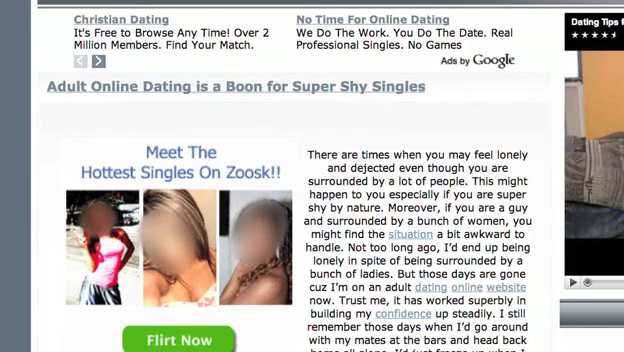 Christian Dating
It's Free to Browse Any Time! Over 2
Million Members. Find Your Match.
No Time For Online Dating
We Do The Work. You Do The Date. Real
Professional Singles. No Games
Ads by Google
Dating Tips f
Adult Online Dating is a Boon for Super Shy Singles
Meet The
Hottest Singles On Zoosk!!
Flirt Now
There are times when you may feel lonely
and dejected even though you are
surrounded by a lot of people. This might
happen to you especially if you are super
shy by nature. Moreover, if you are a guy
and surrounded by a bunch of women, you
might find the situation a bit awkward to
handle. Not too long ago, I'd end up being
lonely in spite of being surrounded by a
bunch of ladies. But those days are gone
cuz I'm on an adult dating online website
now. Trust me, it has worked superbly in
building my confidence up steadily. I still
remember those days when I'd go around
with my mates at the bars and head back
home all alone. I'd just freeze up when I